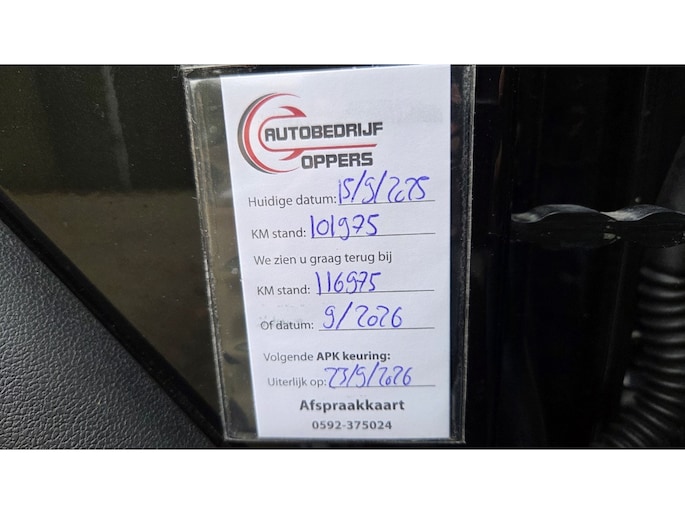 AUTOBEDRIJF
OPPERS
Huidige datum: 15/9/2025
KM stand: 101975
We zien u graag terug bij
KM stand: 116975
Of datum: 9/2026
Volgende APK keuring:
Uiterlijk op: 23/9/2026
Afspraakkaart
0592-375024